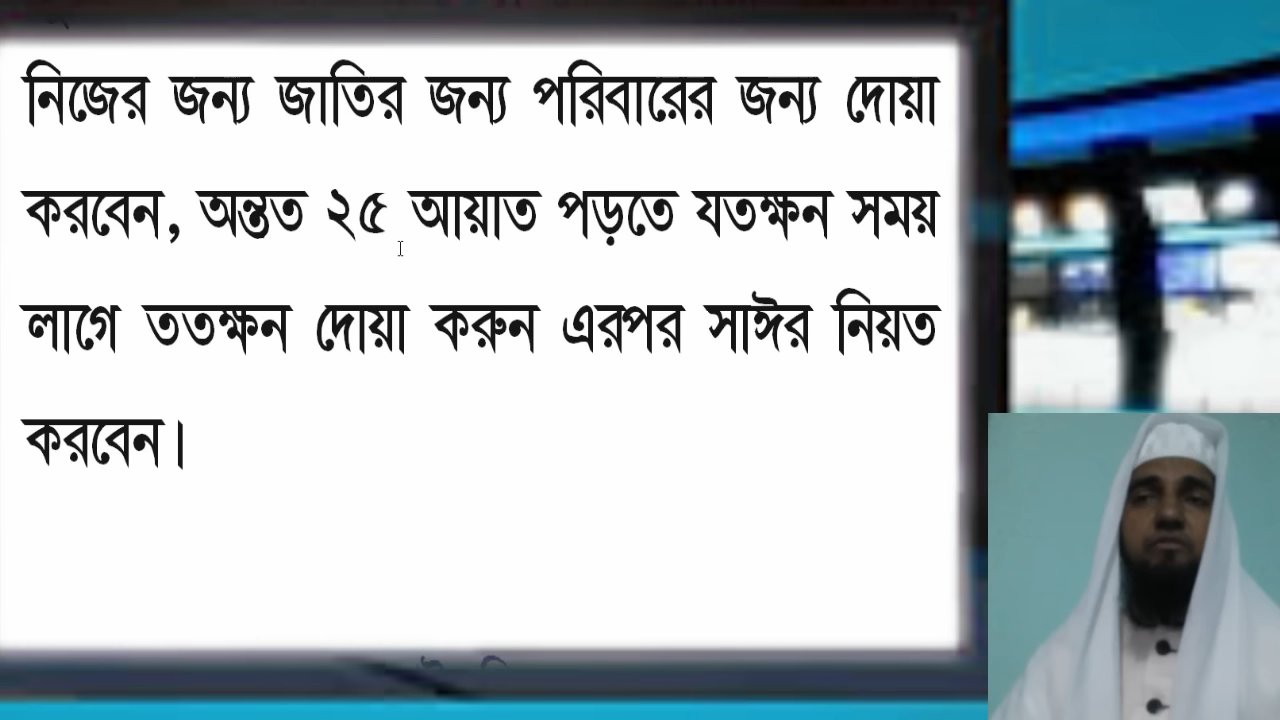 নিজের জন্য জাতির জন্য পরিবারের জন্য দোয়া
করবেন, অন্তত ২৫ আয়াত পড়তে যতক্ষন সময়
লাগে ততক্ষন দোয়া করুন এরপর সাঈর নিয়ত
করবেন।